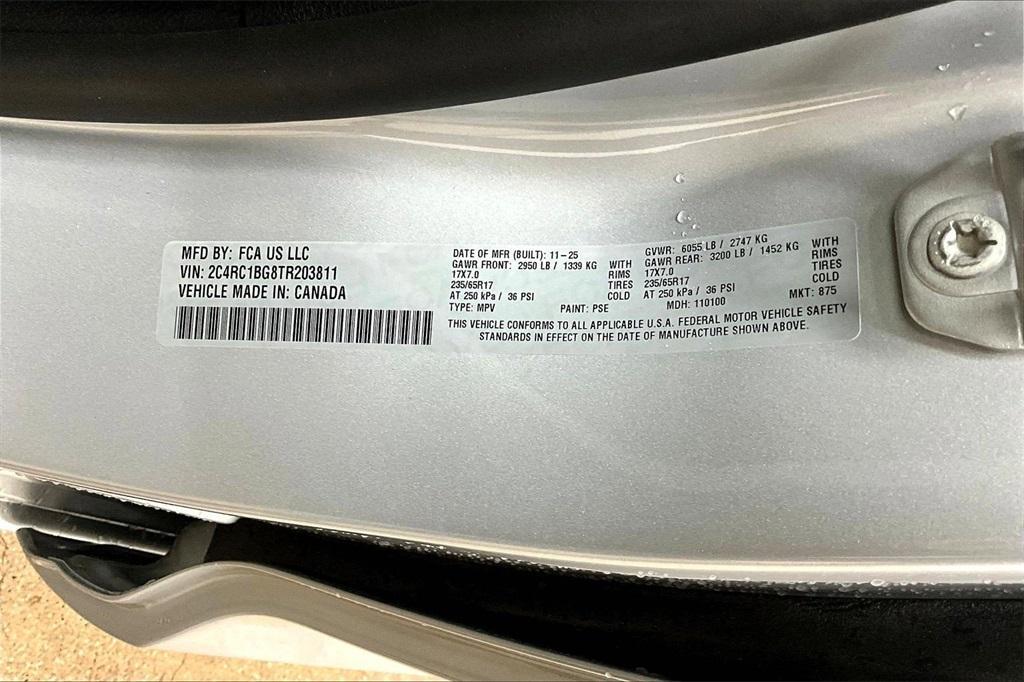 MFD BY: FCA US LLC
VIN: 2C4RC1BG8TR203811
VEHICLE MADE IN: CANADA
DATE OF MFR (BUILT): 11-25 GVWR: 6055 LB / 2747 KG
GAWR FRONT: 2950 LB / 1339 KG WITH GAWR REAR: 3200 LB / 1452 KG WITH
17X7.0 RIMS 17X7.0 RIMS
235/65R17 TIRES 235/65R17 TIRES
AT 250 kPa / 36 PSI COLD AT 250 kPa / 36 PSI COLD
TYPE: MPV PAINT: PSE MDH: 110100 MKT: 875
THIS VEHICLE CONFORMS TO ALL APPLICABLE U.S.A. FEDERAL MOTOR VEHICLE SAFETY
STANDARDS IN EFFECT ON THE DATE OF MANUFACTURE SHOWN ABOVE.